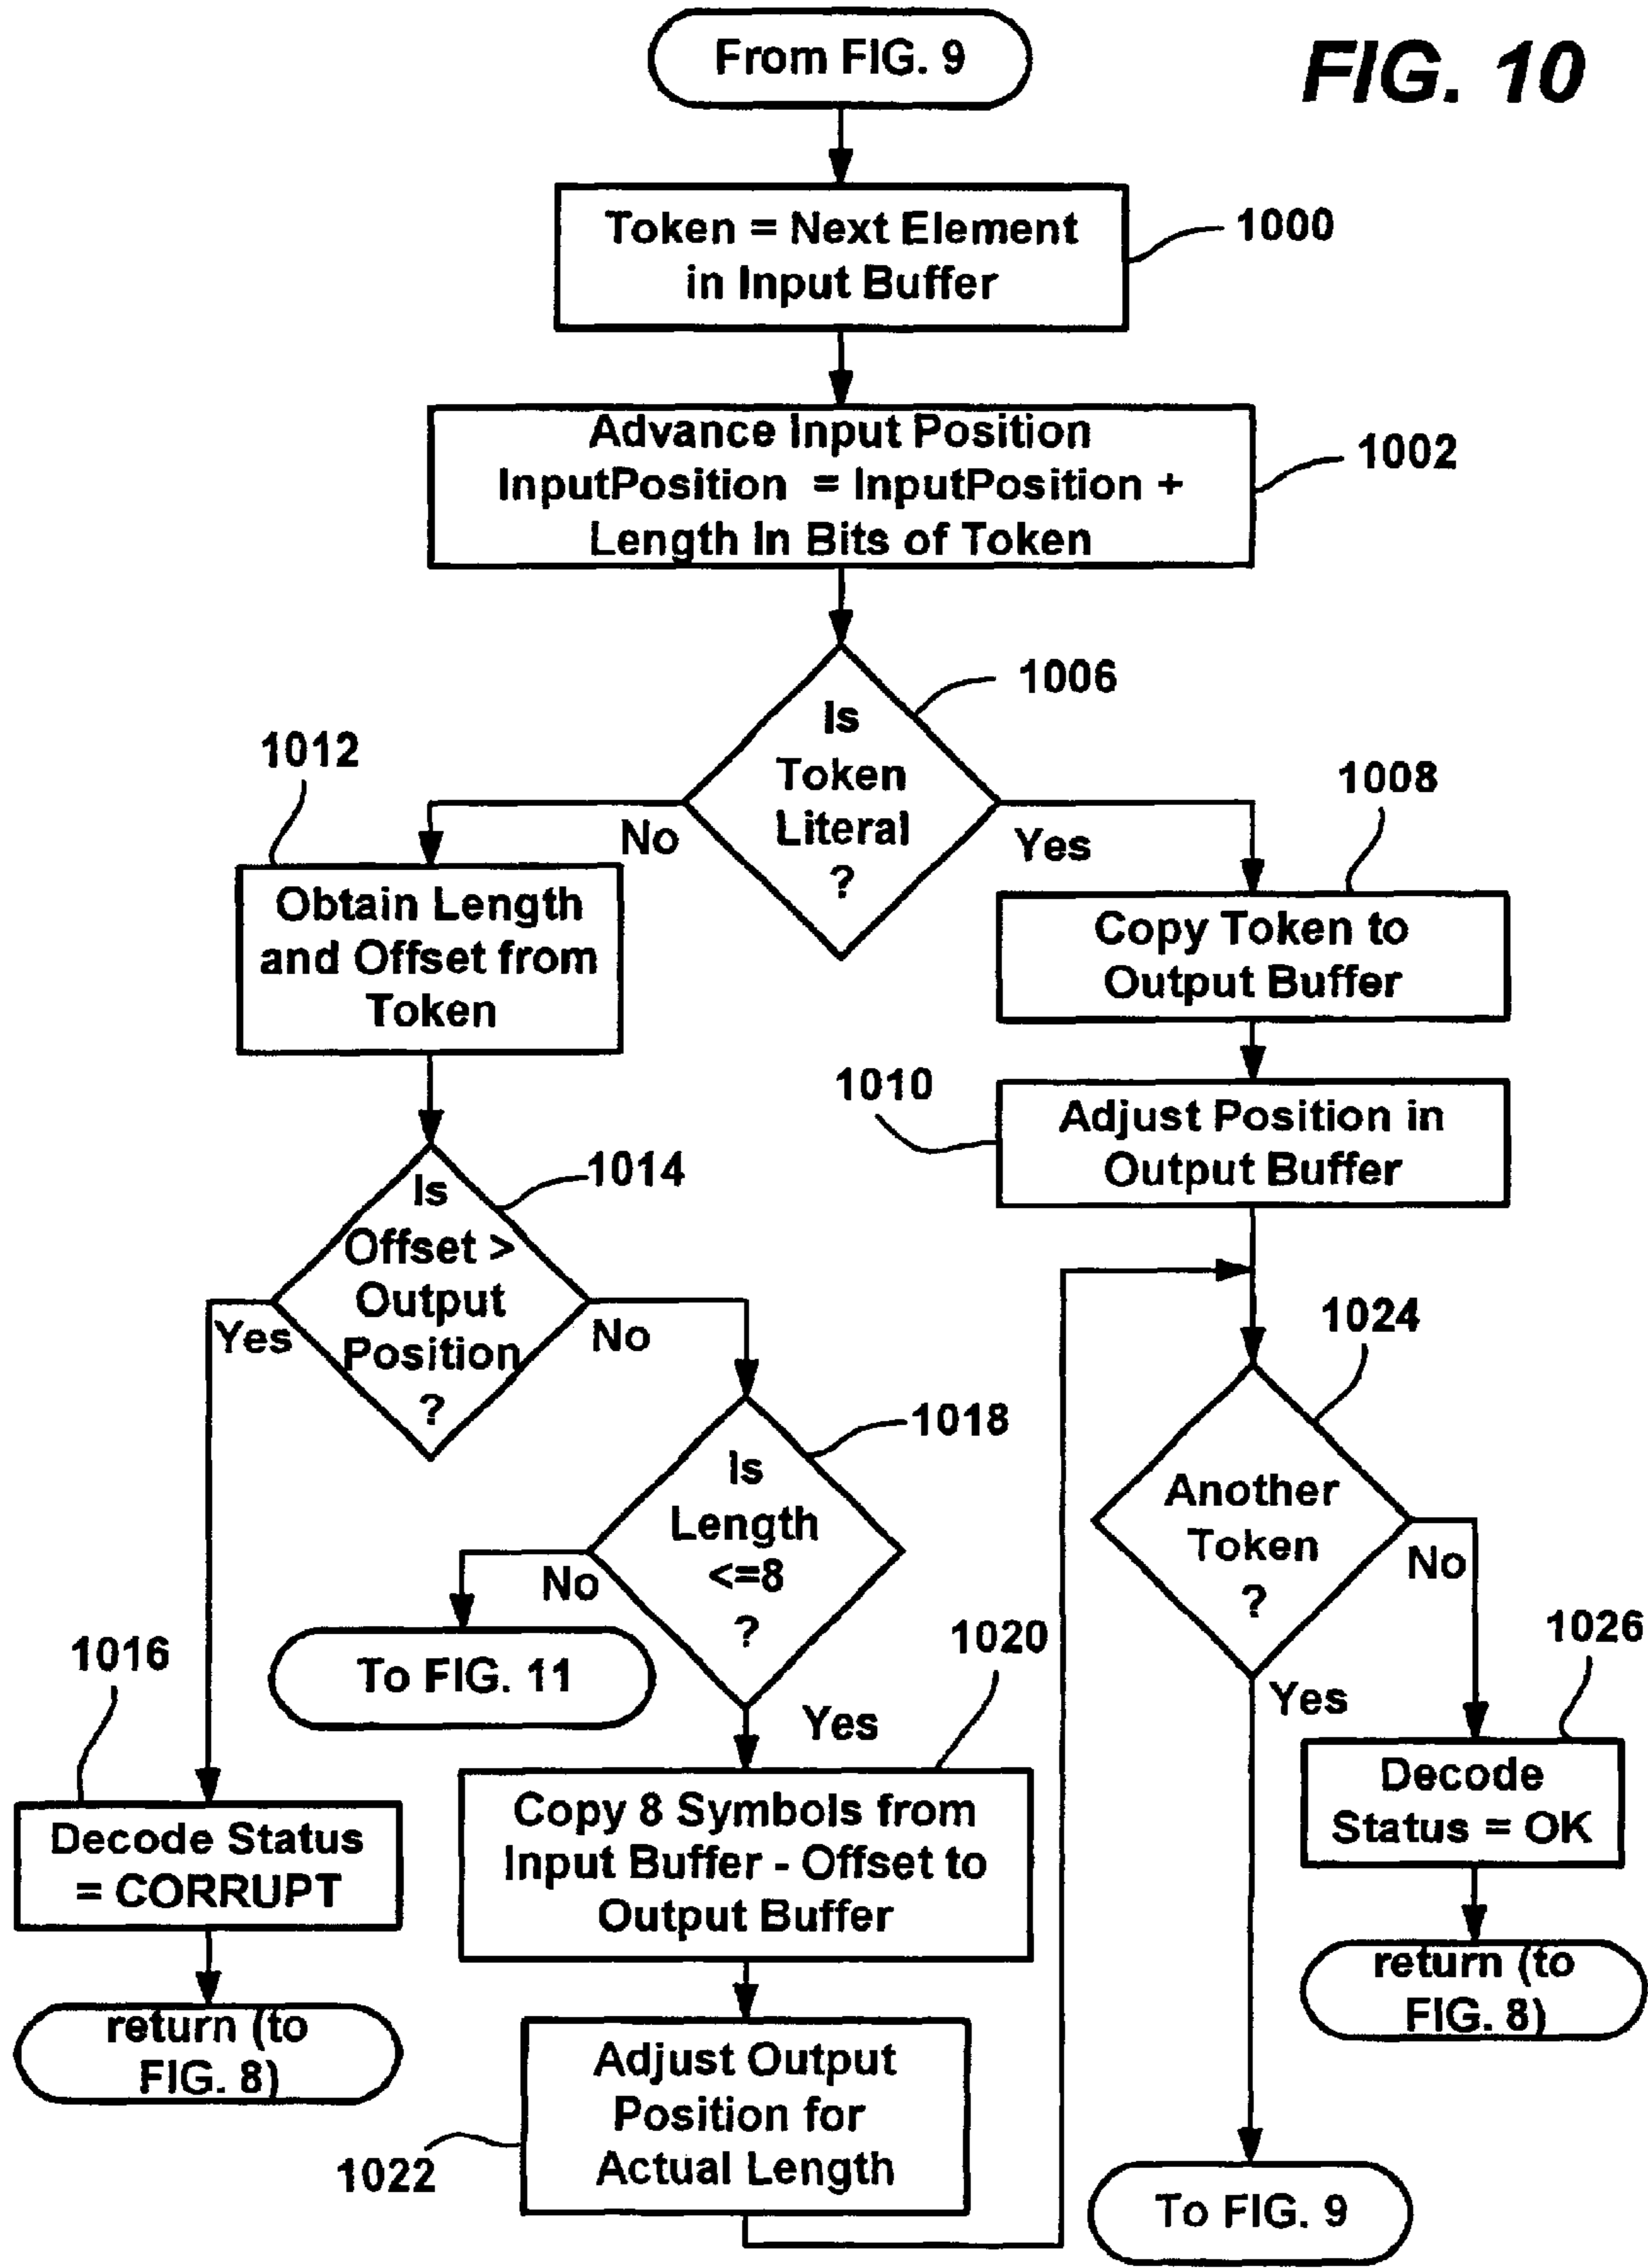 From FIG. 9
FIG. 10
Token = Next Element
in Input Buffer
1000
Advance Input Position
InputPosition = InputPosition +
Length In Bits of Token
1002
Is
Token
Literal
?
1006
No
Yes
1012
Obtain Length
and Offset from
Token
1008
Copy Token to
Output Buffer
1010
Adjust Position in
Output Buffer
Is
Offset >
Output
Position
?
1014
Yes
No
1018
Is
Length
<=8
?
No
Yes
To FIG. 11
1024
Another
Token
?
No
Yes
1016
Decode Status
= CORRUPT
return (to
FIG. 8)
1020
Copy 8 Symbols from
Input Buffer - Offset to
Output Buffer
1022
Adjust Output
Position for
Actual Length
1026
Decode
Status = OK
return (to
FIG. 8)
To FIG. 9